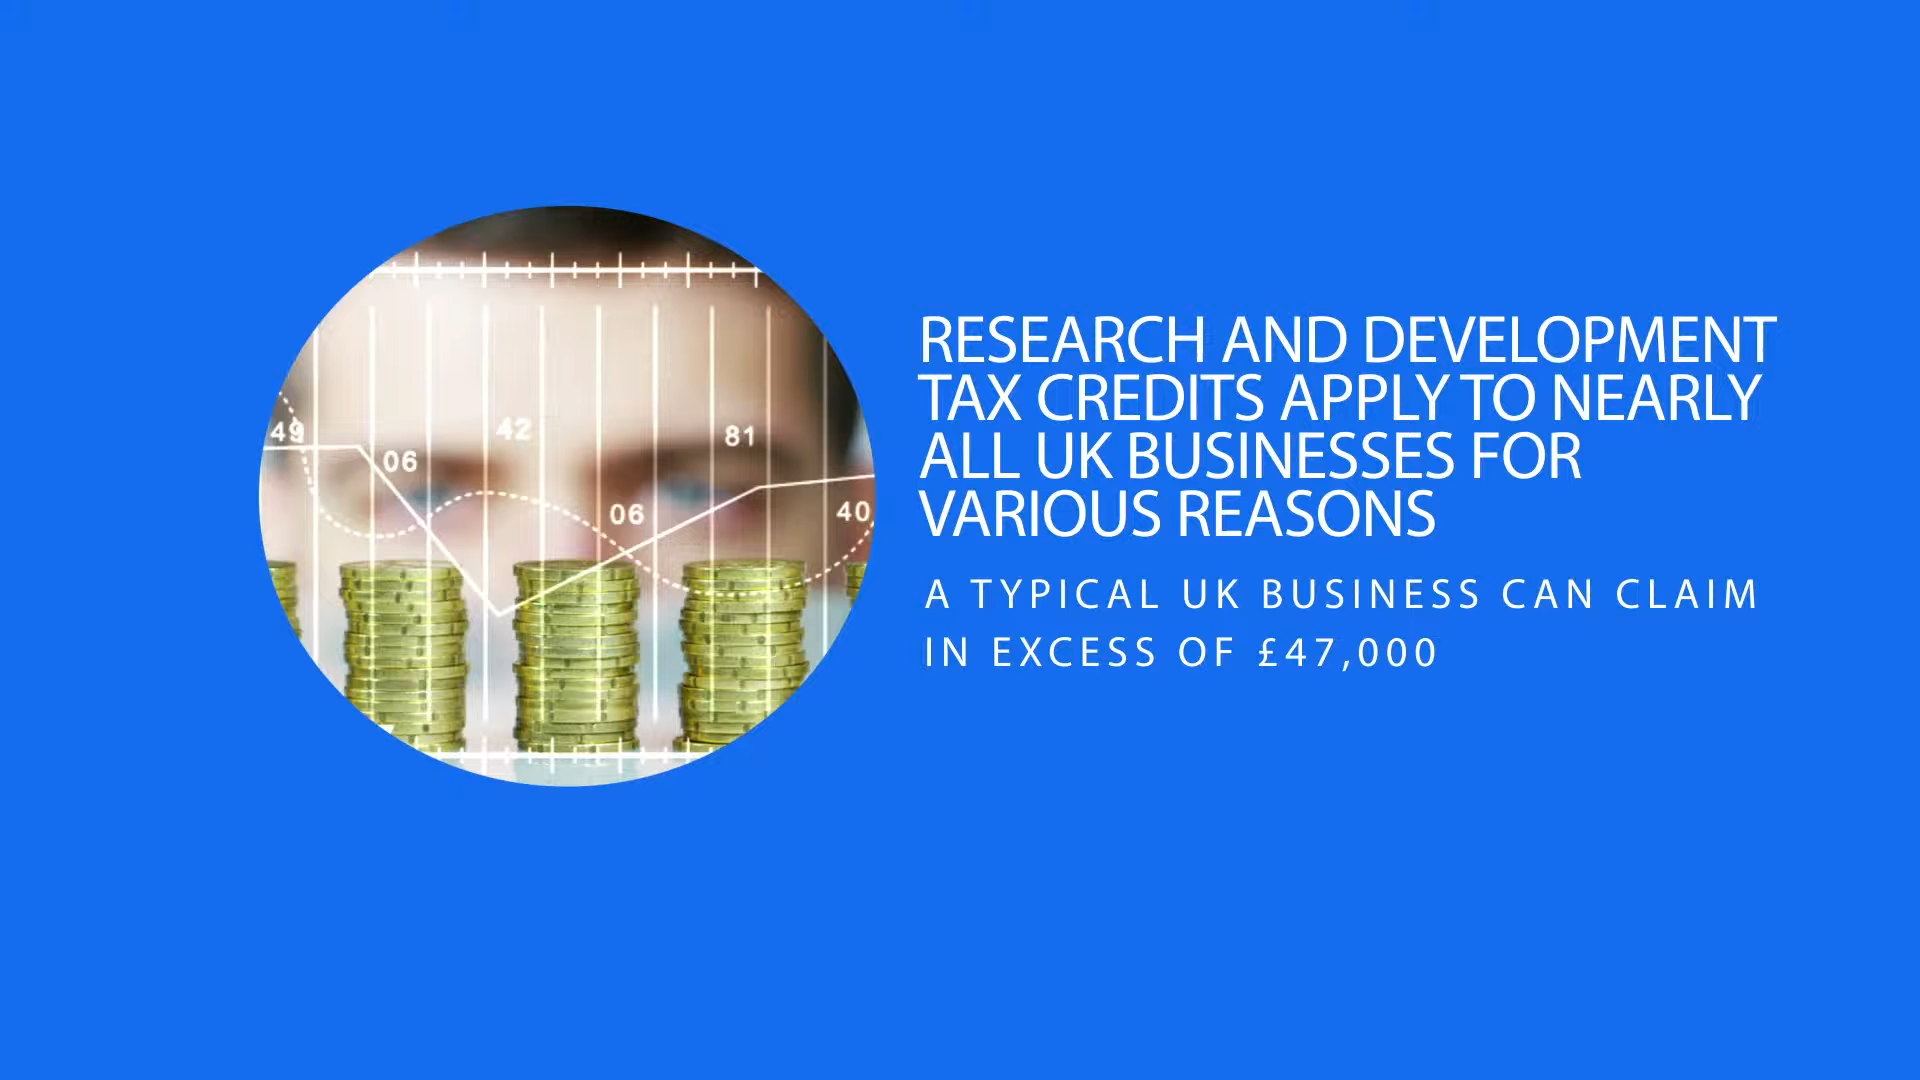 RESEARCH AND DEVELOPMENT
TAX CREDITS APPLY TO NEARLY
ALL UK BUSINESSES FOR
VARIOUS REASONS
A TYPICAL UK BUSINESS CAN CLAIM
IN EXCESS OF £47,000
49
06
42
06
81
40